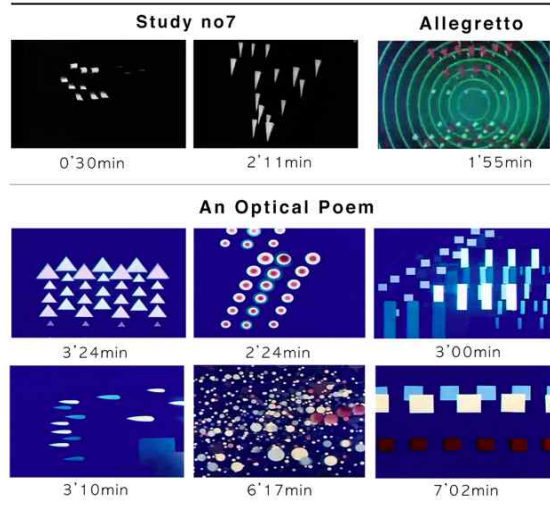 Study no7
Allegretto
0'30min
2'11min
1'55min
An Optical Poem
3'24min
2'24min
3'00min
3'10min
6'17min
7'02min